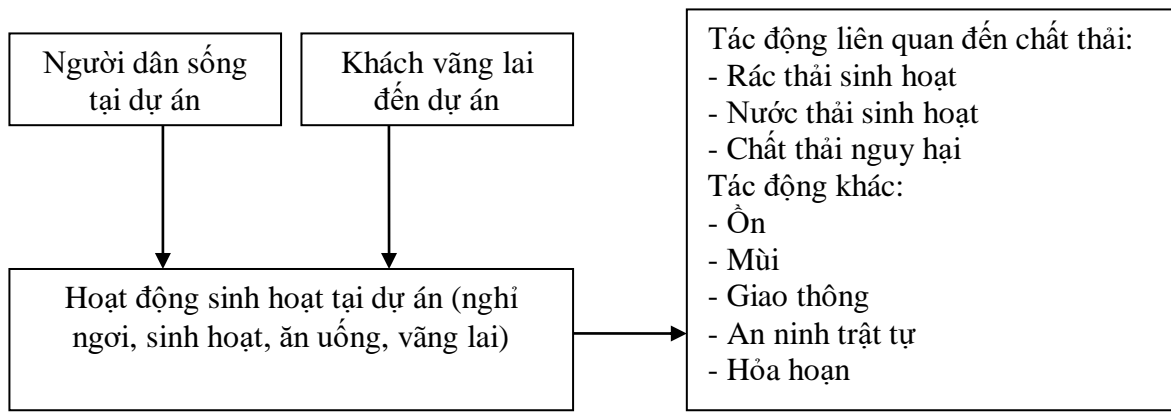 Người dân sống
tại dự án
Khách vãng lai
đến dự án
Hoạt động sinh hoạt tại dự án (nghỉ
ngơi, sinh hoạt, ăn uống, vãng lai)
Tác động liên quan đến chất thải:
- Rác thải sinh hoạt
- Nước thải sinh hoạt
- Chất thải nguy hại
Tác động khác:
- Ồn
- Mùi
- Giao thông
- An ninh trật tự
- Hỏa hoạn